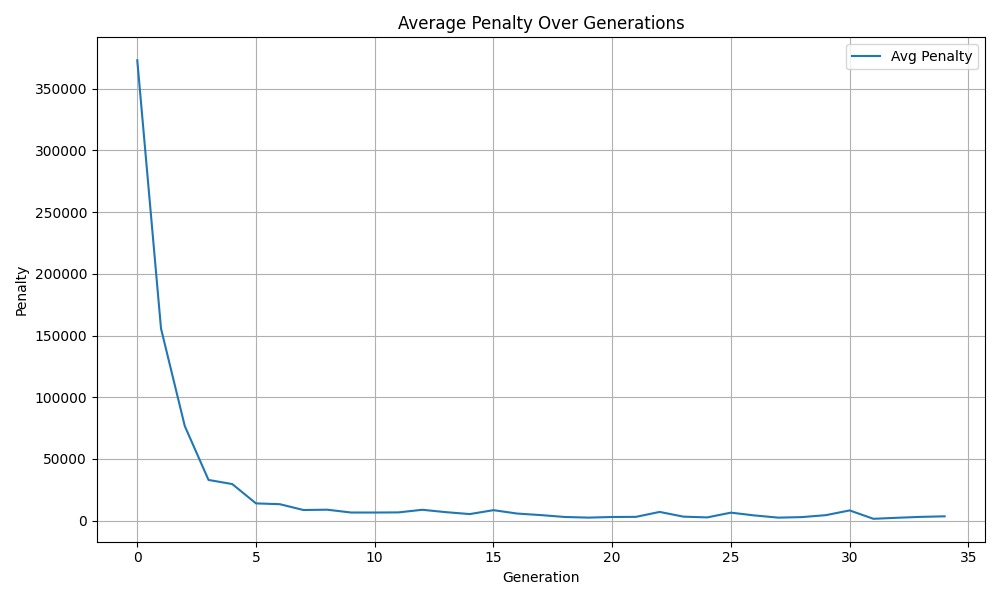 Average Penalty Over Generations
Avg Penalty
350000
300000
250000
200000
150000
100000
50000
0
Penalty
0 5 10 15 20 25 30 35
Generation